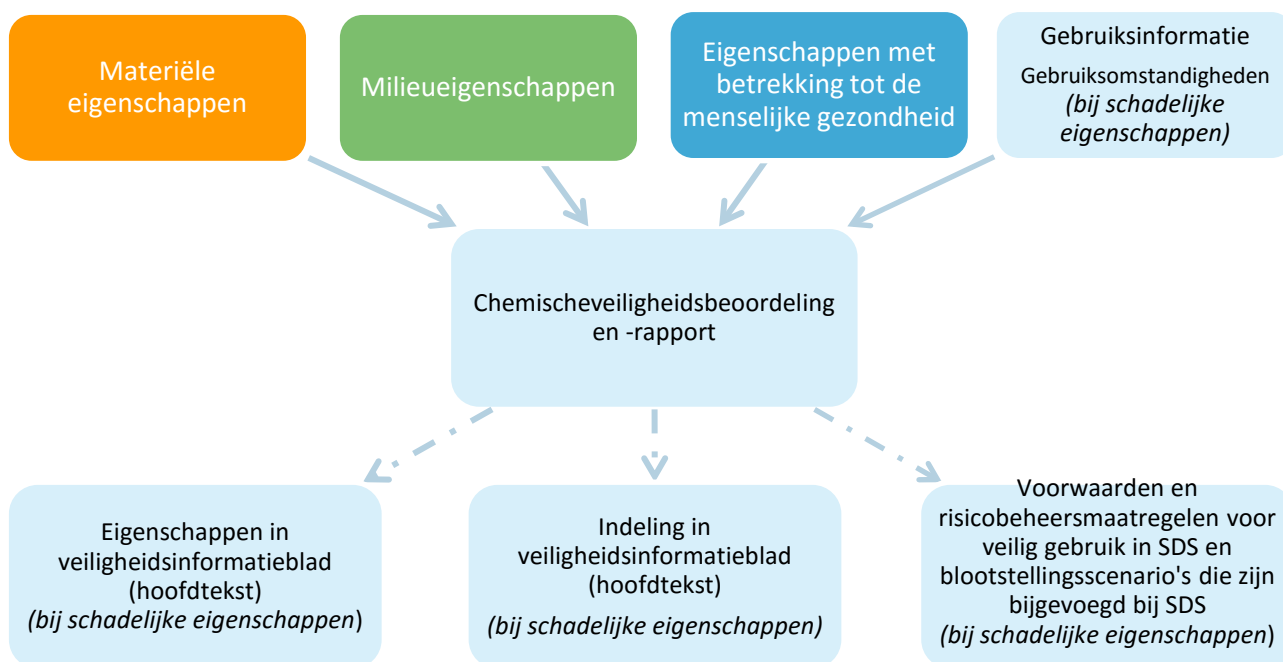 Materiële
eigenschappen
Milieueigenschappen
Eigenschappen met
betrekking tot de
menselijke gezondheid
Gebruiksinformatie
Gebruiksomstandigheden
(bij schadelijke
eigenschappen)
Chemischeveiligheidsbeoordeling
en -rapport
Eigenschappen in
veiligheidsinformatieblad
(hoofdtekst)
(bij schadelijke eigenschappen)
Indeling in
veiligheidsinformatieblad
(hoofdtekst)
(bij schadelijke eigenschappen)
Voorwaarden en
risicobeheersmaatregelen voor
veilig gebruik in SDS en
blootstellingsscenario's die zijn
bijgevoegd bij SDS
(bij schadelijke eigenschappen)